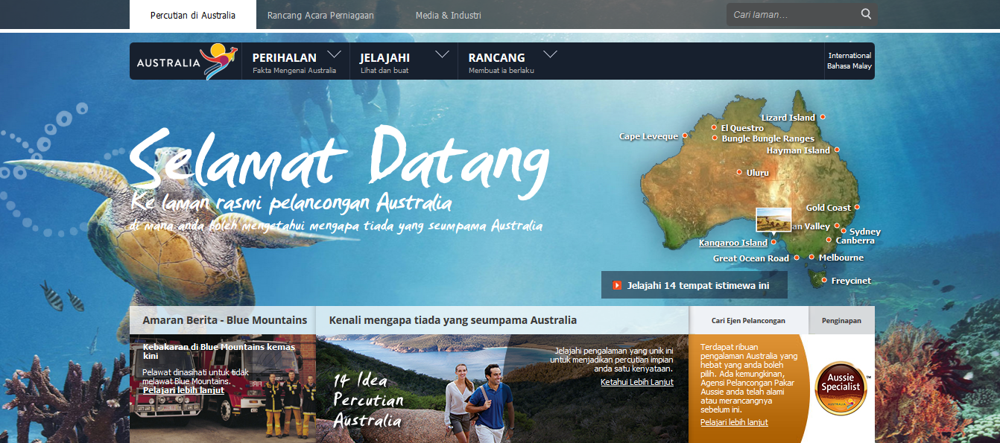 Percutian di Australia
Rancang Acara Perniagaan
Media & Industri
Cari laman...
AUSTRALIA
PERIHALAN
Fakta Mengenai Australia
JELAJAHI
Lihat dan buat
RANCANG
Membuat ia berlaku
International
Bahasa Malay
Selamat Datang
Ke laman rasmi pelancongan Australia
di mana anda boleh mengetahui mengapa tiada yang seumpama Australia
Lizard Island
El Questro
Cape Leveque
Bungle Bungle Ranges
Hayman Island
Uluru
Gold Coast
an Valley
Sydney
Canberra
Kangaroo Island
Great Ocean Road
Melbourne
Freycinet
Jelajahi 14 tempat istimewa ini
Amaran Berita - Blue Mountains
Kebakaran di Blue Mountains kemas
kini
Pelawat dinasihati untuk tidak
melawat Blue Mountains.
Pelajari lebih lanjut
Kenali mengapa tiada yang seumpama Australia
14 Idea
Percutian
Australia
Jelajahi pengalaman yang unik ini
untuk menjadikan percutian impian
anda satu kenyataan.
Ketahui Lebih Lanjut
Cari Ejen Pelancongan
Penginapan
Terdapat ribuan
pengalaman Australia yang
hebat yang anda boleh
pilih. Ada kemungkinan,
Agensi Pelancongan Pakar
Aussie anda telah alami
atau merancangnya
sebelum ini.
Pelajari lebih lanjut
Aussie
Specialist
AUSTRALIA
TM